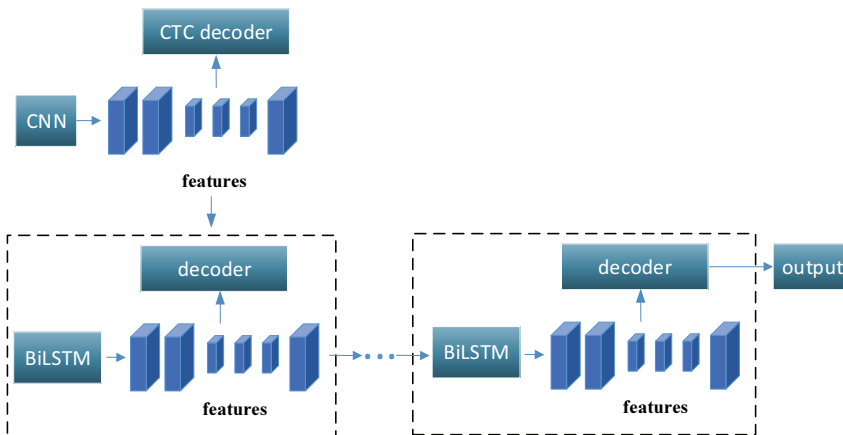 CTC decoder
CNN
features
decoder
BiLSTM
features
decoder
output
BiLSTM
features